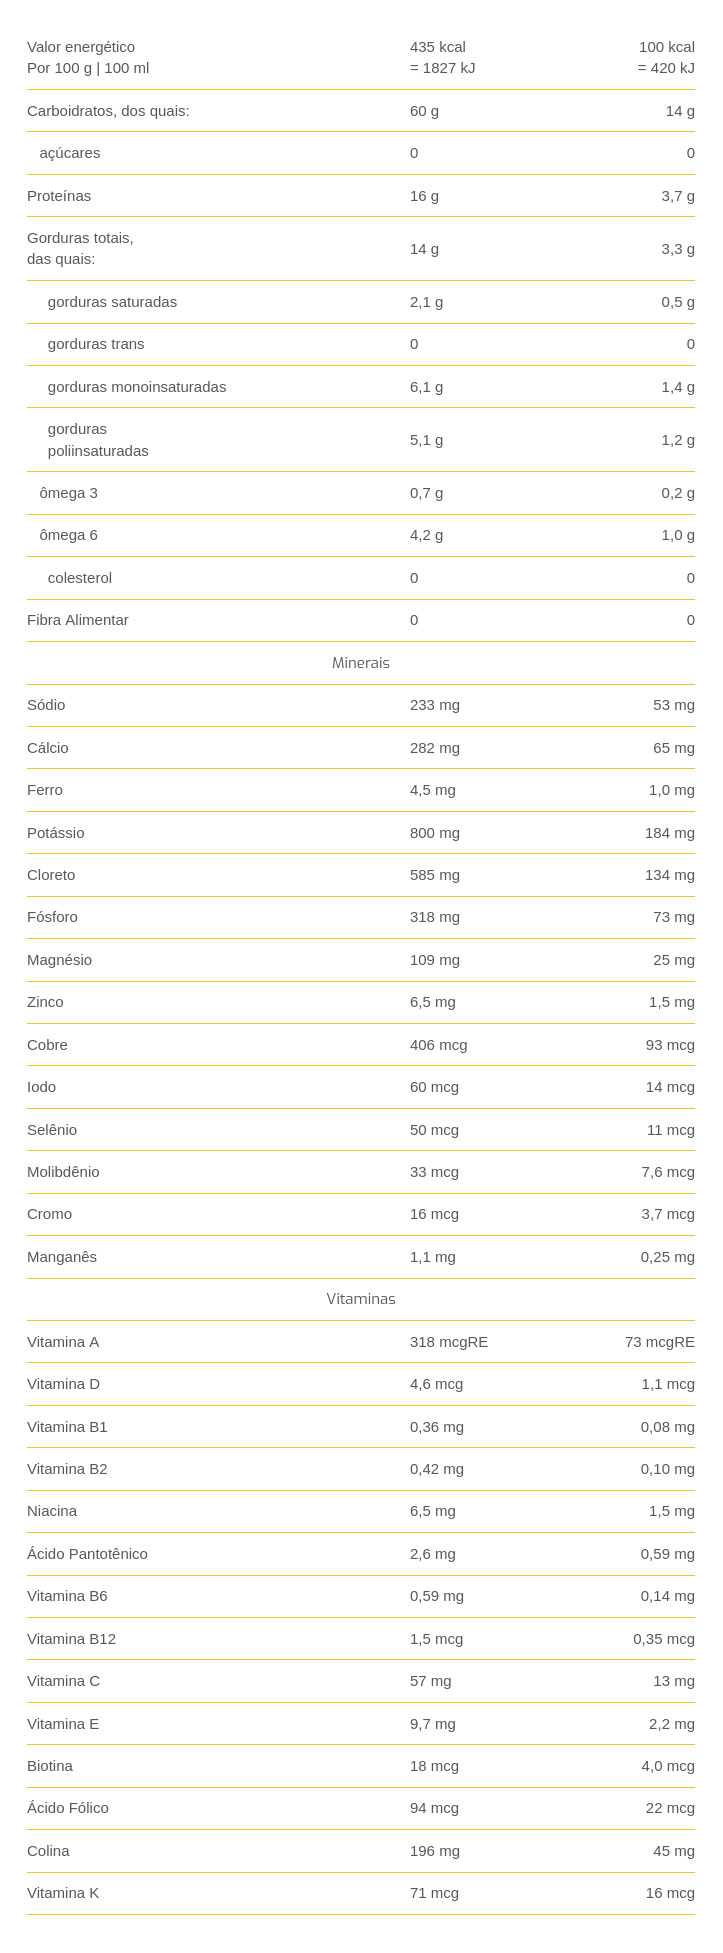 Valor energético 435 kcal 100 kcal
Por 100 g | 100 ml = 1827 kJ = 420 kJ
Carboidratos, dos quais: 60 g 14 g
açúcares 0 0
Proteínas 16 g 3,7 g
Gorduras totais,
das quais: 14 g 3,3 g
gorduras saturadas 2,1 g 0,5 g
gorduras trans 0 0
gorduras monoinsaturadas 6,1 g 1,4 g
gorduras
poliinsaturadas 5,1 g 1,2 g
ômega 3 0,7 g 0,2 g
ômega 6 4,2 g 1,0 g
colesterol 0 0
Fibra Alimentar 0 0
Minerais
Sódio 233 mg 53 mg
Cálcio 282 mg 65 mg
Ferro 4,5 mg 1,0 mg
Potássio 800 mg 184 mg
Cloreto 585 mg 134 mg
Fósforo 318 mg 73 mg
Magnésio 109 mg 25 mg
Zinco 6,5 mg 1,5 mg
Cobre 406 mcg 93 mcg
Iodo 60 mcg 14 mcg
Selênio 50 mcg 11 mcg
Molibdênio 33 mcg 7,6 mcg
Cromo 16 mcg 3,7 mcg
Manganês 1,1 mg 0,25 mg
Vitaminas
Vitamina A 318 mcgRE 73 mcgRE
Vitamina D 4,6 mcg 1,1 mcg
Vitamina B1 0,36 mg 0,08 mg
Vitamina B2 0,42 mg 0,10 mg
Niacina 6,5 mg 1,5 mg
Ácido Pantotênico 2,6 mg 0,59 mg
Vitamina B6 0,59 mg 0,14 mg
Vitamina B12 1,5 mcg 0,35 mcg
Vitamina C 57 mg 13 mg
Vitamina E 9,7 mg 2,2 mg
Biotina 18 mcg 4,0 mcg
Ácido Fólico 94 mcg 22 mcg
Colina 196 mg 45 mg
Vitamina K 71 mcg 16 mcg